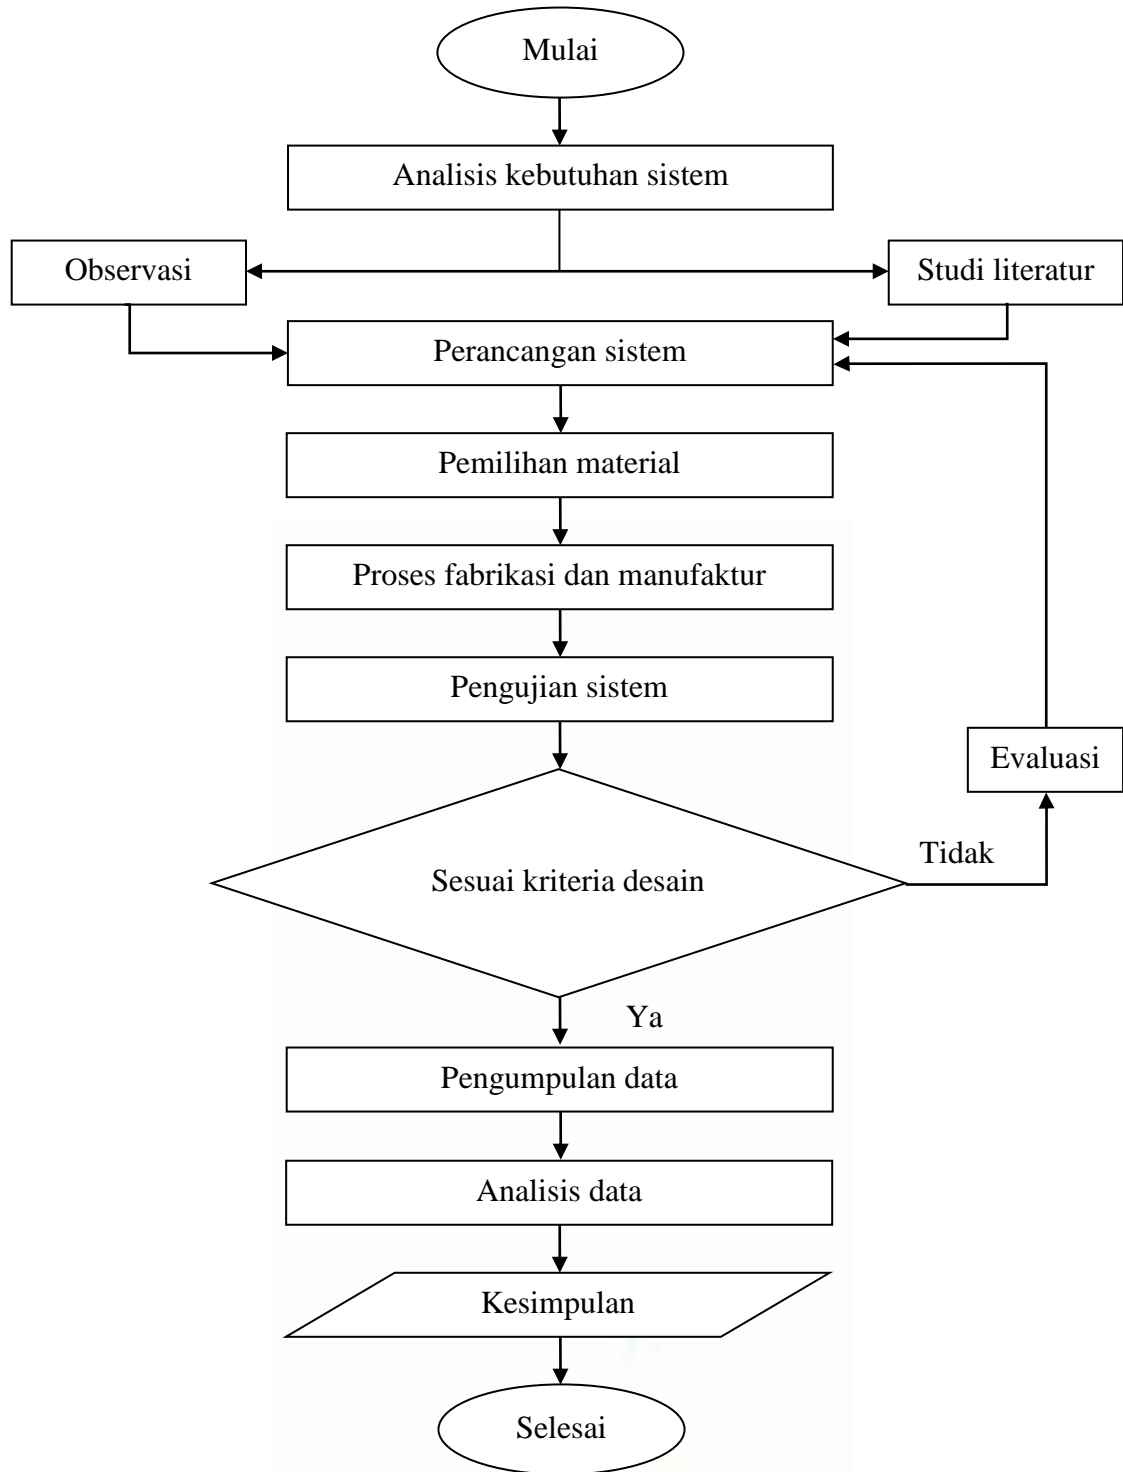 Mulai
Analisis kebutuhan sistem
Observasi
Studi literatur
Perancangan sistem
Pemilihan material
Proses fabrikasi dan manufaktur
Pengujian sistem
Evaluasi
Tidak
Sesuai kriteria desain
Ya
Pengumpulan data
Analisis data
Kesimpulan
Selesai